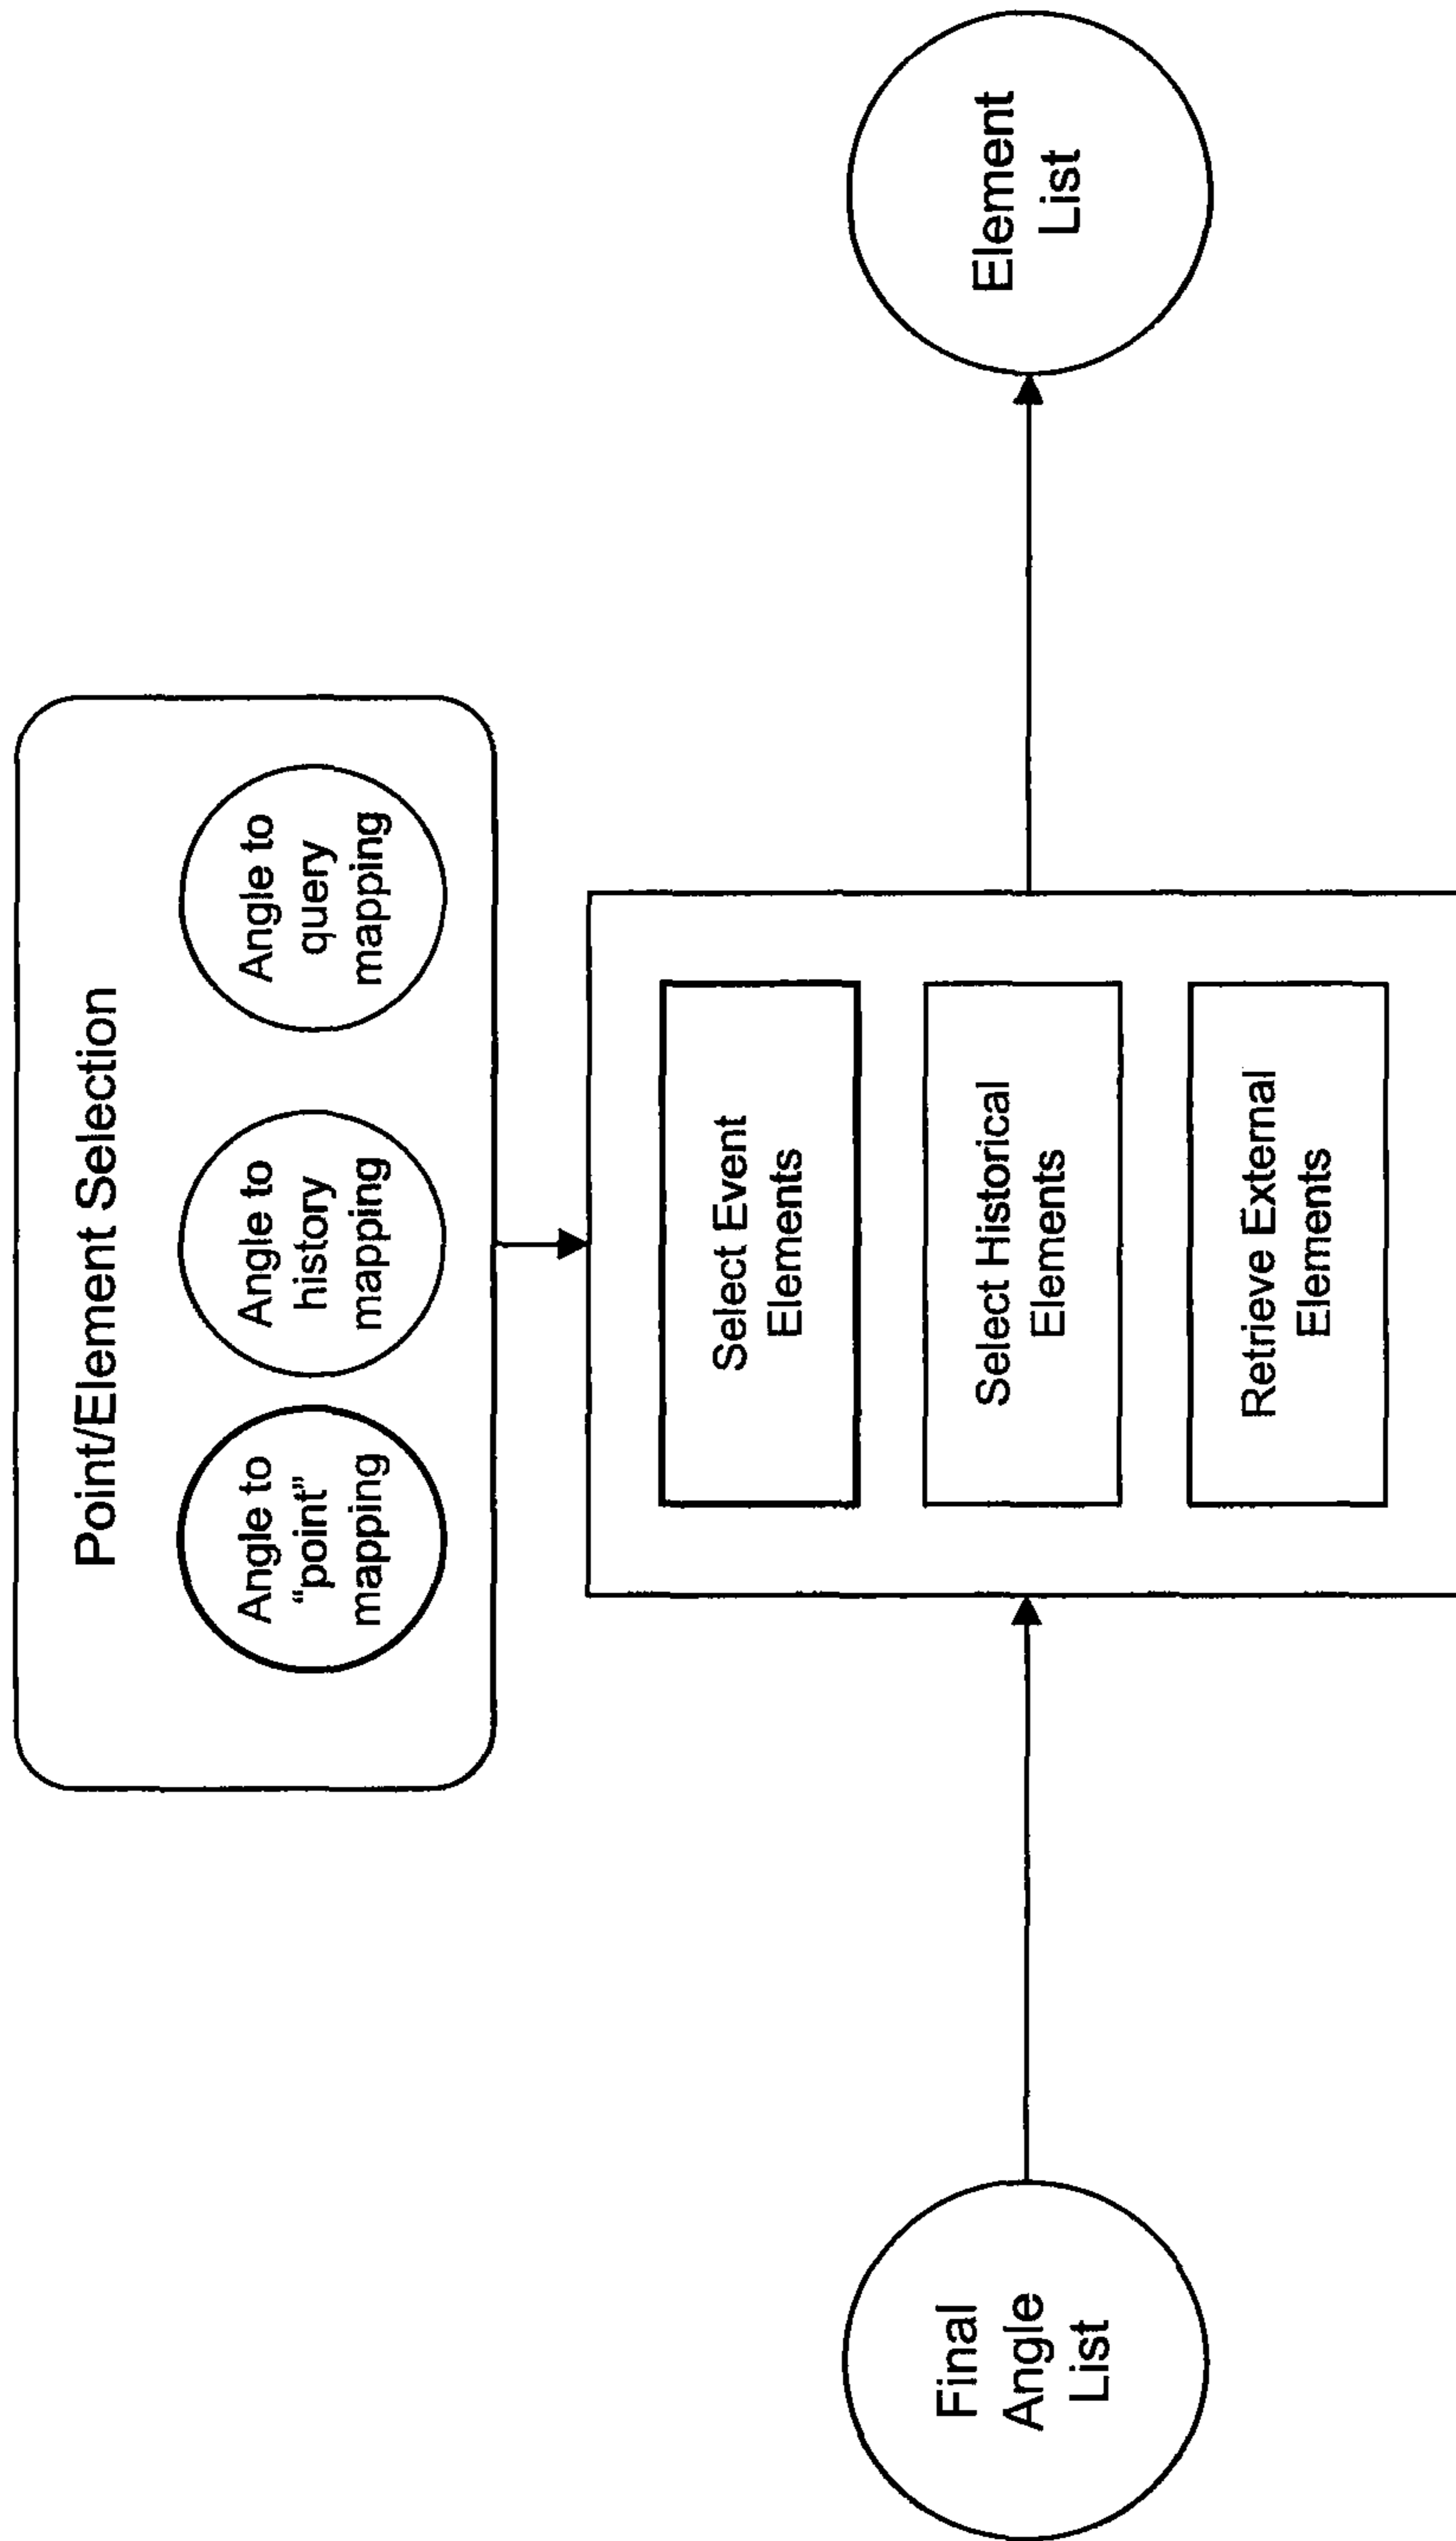 Point/Element Selection
Angle to
“point”
mapping
Angle to
history
mapping
Angle to
query
mapping
Final
Angle
List
Select Event
Elements
Select Historical
Elements
Retrieve External
Elements
Element
List